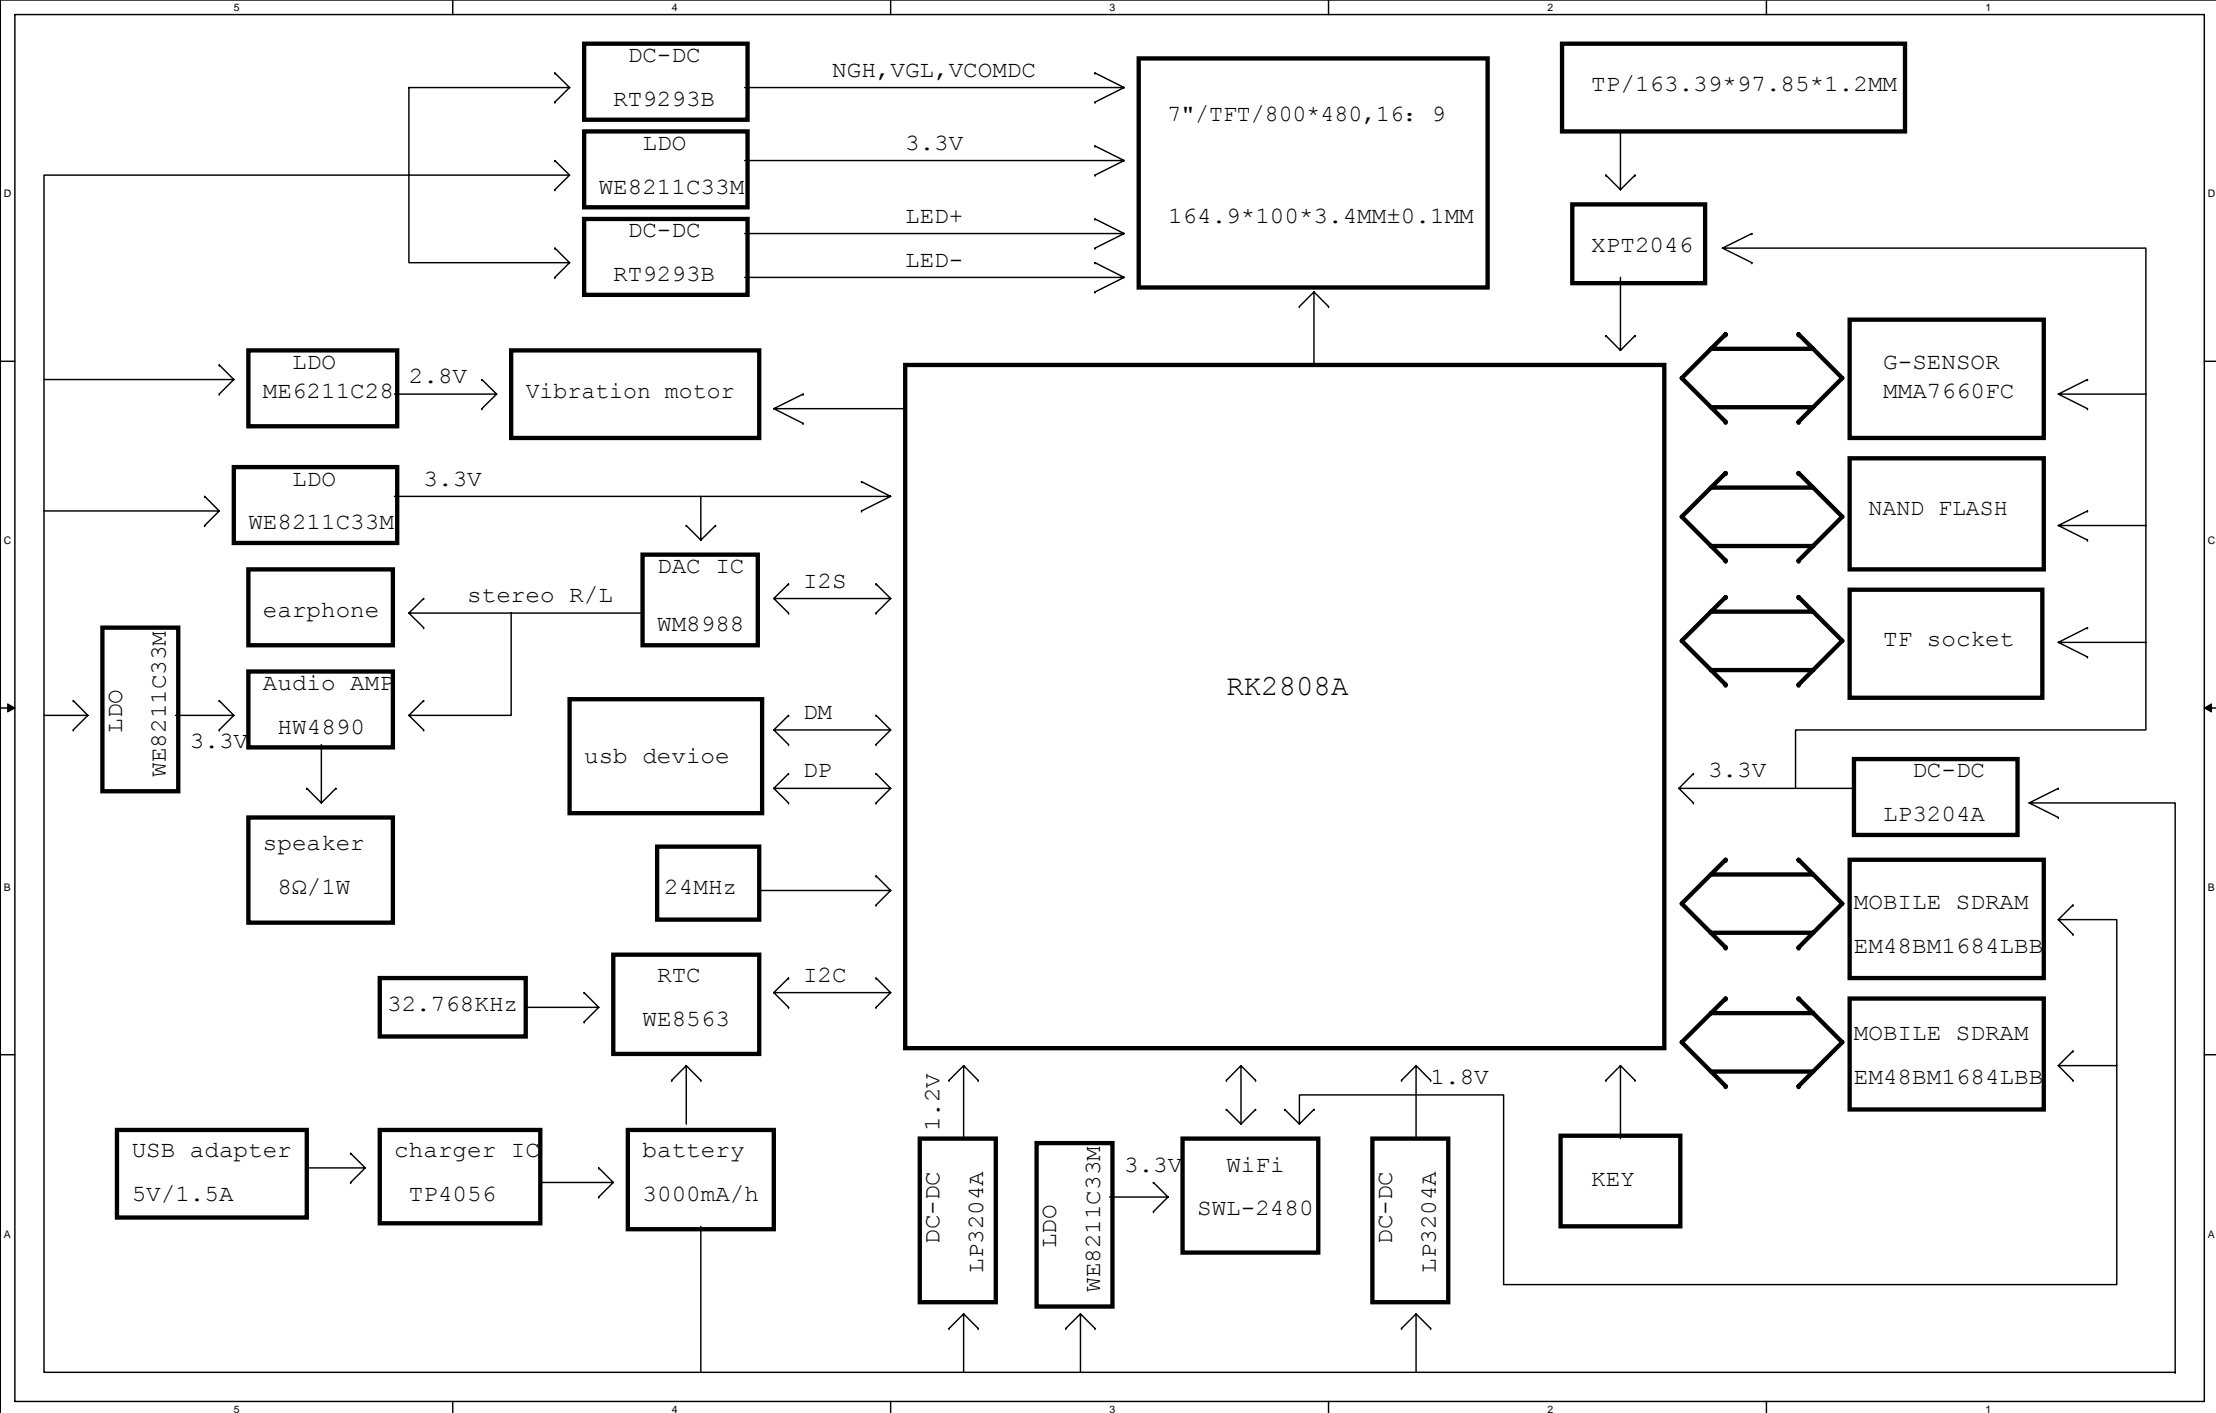 5 4 3 2 1
DC-DC
RT9293B
NGH,VGL,VCOMDC
LDO
WE8211C33M
3.3V
DC-DC
RT9293B
LED+
LED-
7"/TFT/800*480,16: 9
164.9*100*3.4MM±0.1MM
TP/163.39*97.85*1.2MM
XPT2046
D
D
LDO
ME6211C28
2.8V
Vibration motor
G-SENSOR
MMA7660FC
LDO
WE8211C33M
3.3V
NAND FLASH
C
C
DAC IC
WM8988
I2S
stereo R/L
earphone
TF socket
LDO
WE8211C33M
3.3V
Audio AMP
HW4890
RK2808A
usb devioe
DM
DP
3.3V
DC-DC
LP3204A
speaker
8Ω/1W
24MHz
B
B
MOBILE SDRAM
EM48BM1684LBB
32.768KHz
RTC
WE8563
I2C
MOBILE SDRAM
EM48BM1684LBB
USB adapter
5V/1.5A
charger IC
TP4056
battery
3000mA/h
1.2V
DC-DC
LP3204A
LDO
WE8211C33M
3.3V
WiFi
SWL-2480
1.8V
DC-DC
LP3204A
KEY
A
A
5 4 3 2 1